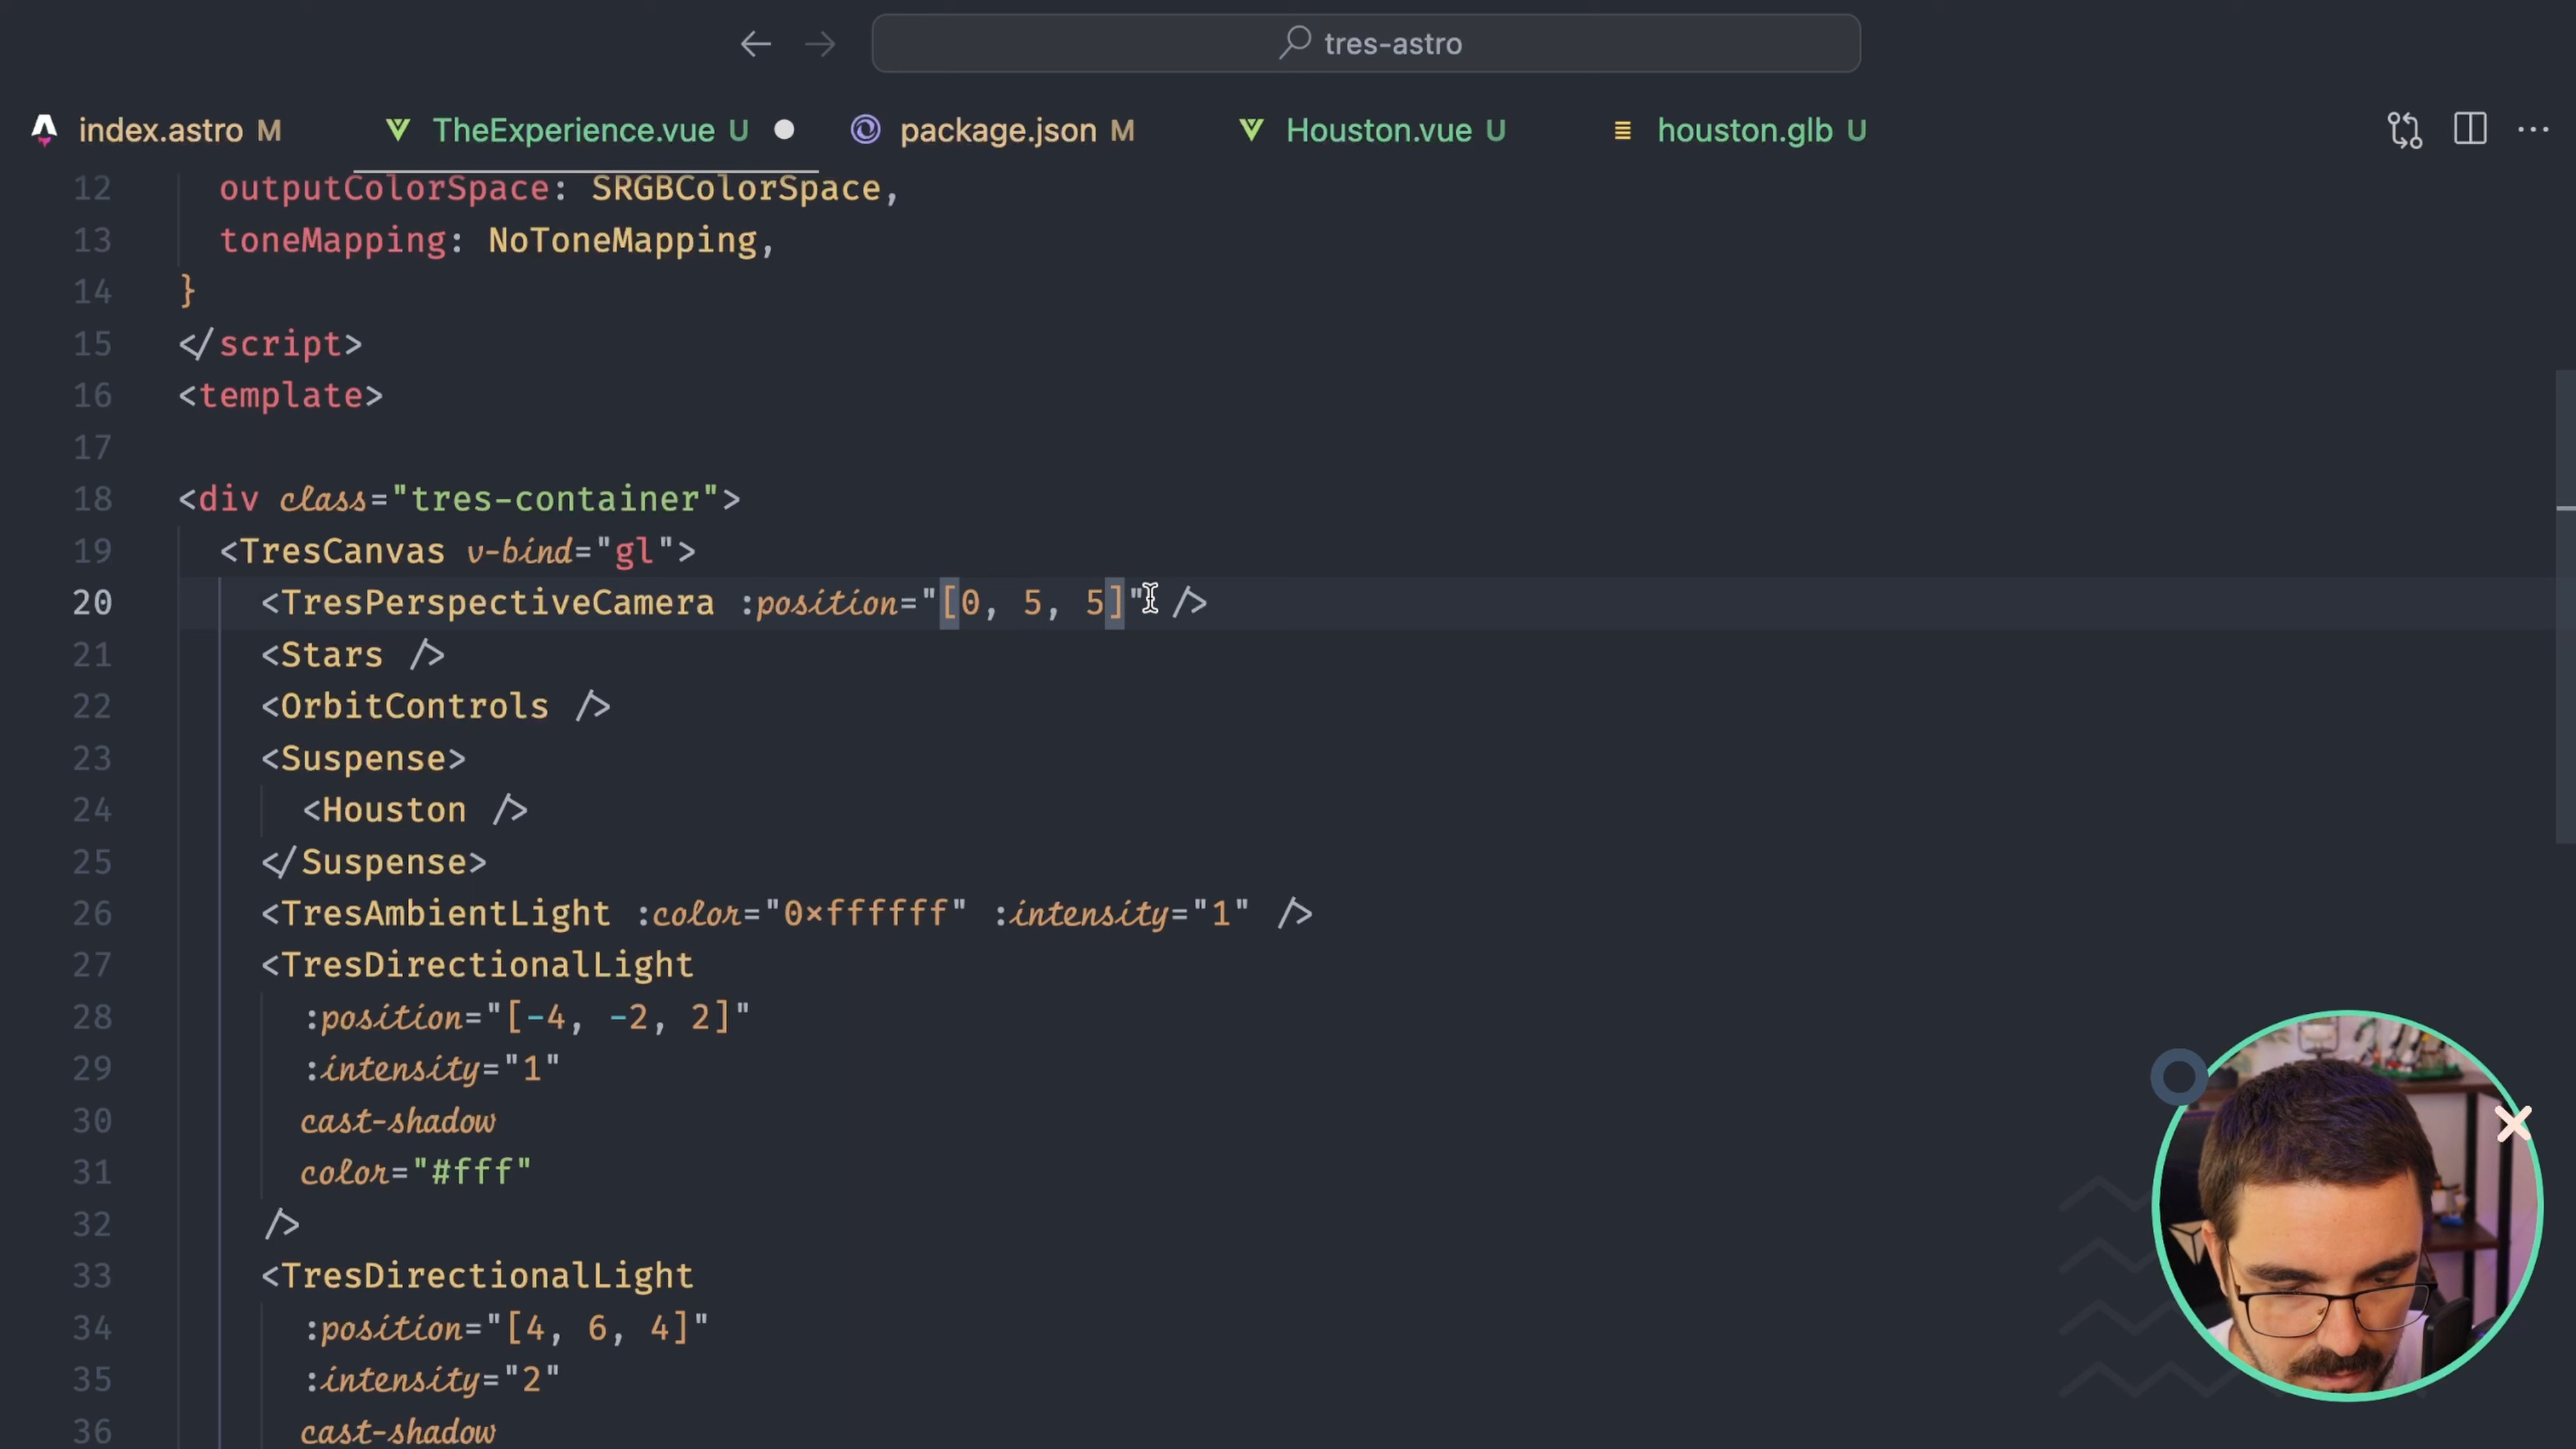 tres-astro
index.astro M
TheExperience.vue U
package.json M
Houston.vue U
houston.glb U
12 outputColorSpace: SRGBColorSpace,
13 toneMapping: NoToneMapping,
14 }
15 </script>
16 <template>
17
18 <div class="tres-container">
19 <TresCanvas v-bind="gl">
20 <TresPerspectiveCamera :position="[0, 5, 5]" />
21 <Stars />
22 <OrbitControls />
23 <Suspense>
24 <Houston />
25 </Suspense>
26 <TresAmbientLight :color="0xffffff" :intensity="1" />
27 <TresDirectionalLight
28 :position="[-4, -2, 2]"
29 :intensity="1"
30 cast-shadow
31 color="#fff"
32 />
33 <TresDirectionalLight
34 :position="[4, 6, 4]"
35 :intensity="2"
36 cast-shadow